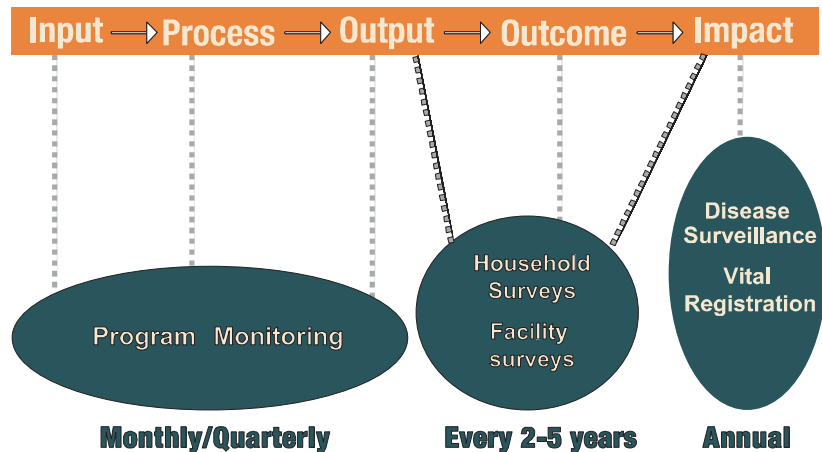 Input Process Output Outcome Impact
Program Monitoring
Household
Surveys
Facility
surveys
Disease
Surveillance
Vital
Registration
Monthly/Quarterly
Every 2-5 years
Annual